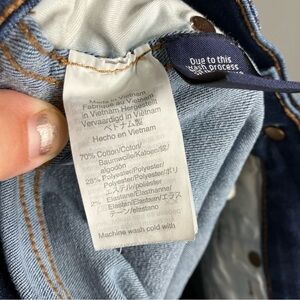 Made in Vietnam
Fabriqué au Vietnam
in Vietnam Hergestellt
Vervaardigd in Vietnam
ベトナム製
Hecho en Vietnam
70% Cotton/Coton/
Baumwolle/Katoen/綿/
algodón
28% Polyester/Polyester/
Polyester/Polyester/ポリ
エステル/poliéster
2% Elastane/Élasthanne/
Elastan/Elastaan/エラス
テーン/elastano
Machine wash cold with
Due to this
wash process